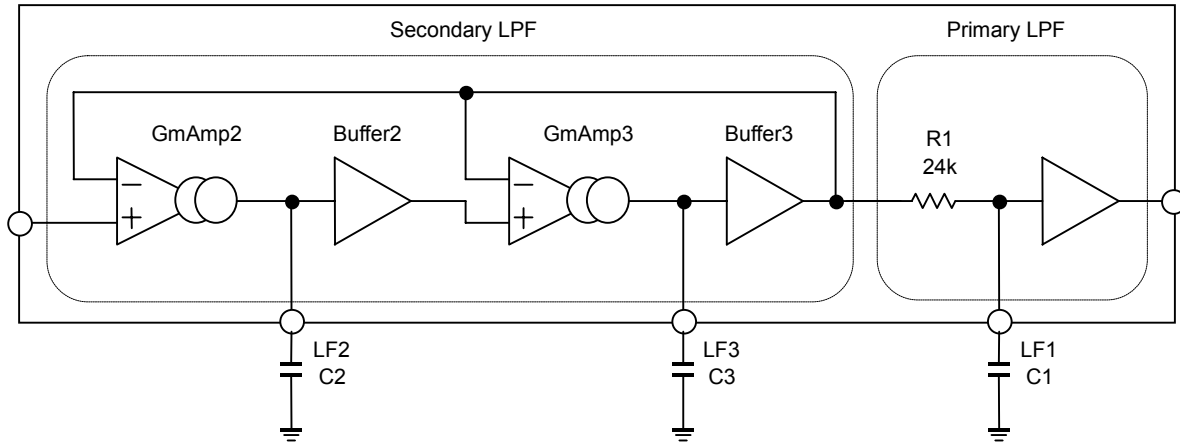 Secondary LPF
Primary LPF
GmAmp2
Buffer2
GmAmp3
Buffer3
R1
24k
−
+
−
+
LF2
C2
LF3
C3
LF1
C1